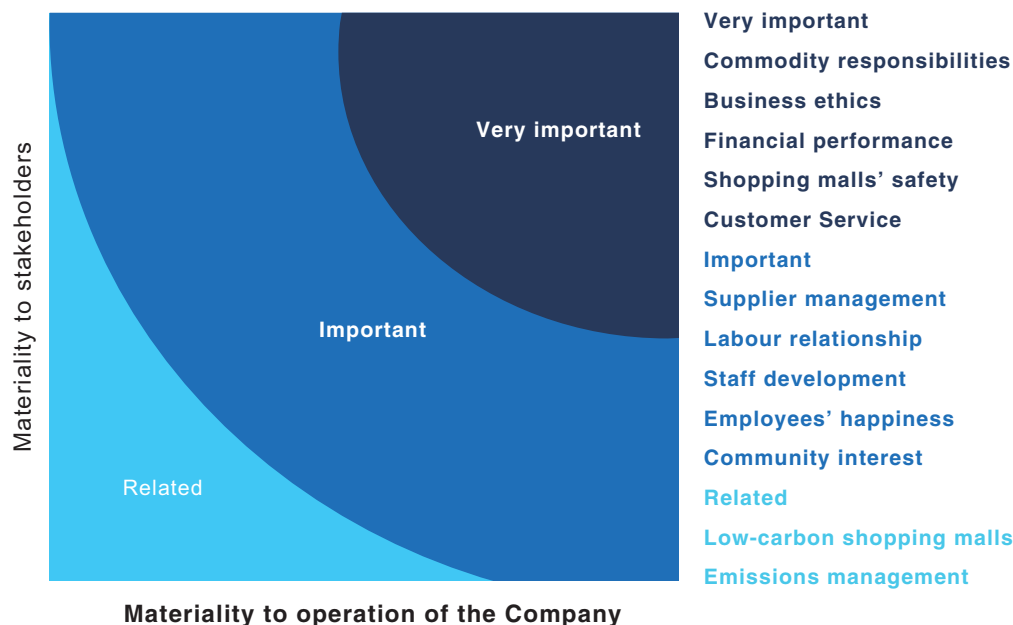 Materiality to stakeholders
Very important
Important
Related
Materiality to operation of the Company
Very important
Commodity responsibilities
Business ethics
Financial performance
Shopping malls’ safety
Customer Service
Important
Supplier management
Labour relationship
Staff development
Employees’ happiness
Community interest
Related
Low-carbon shopping malls
Emissions management